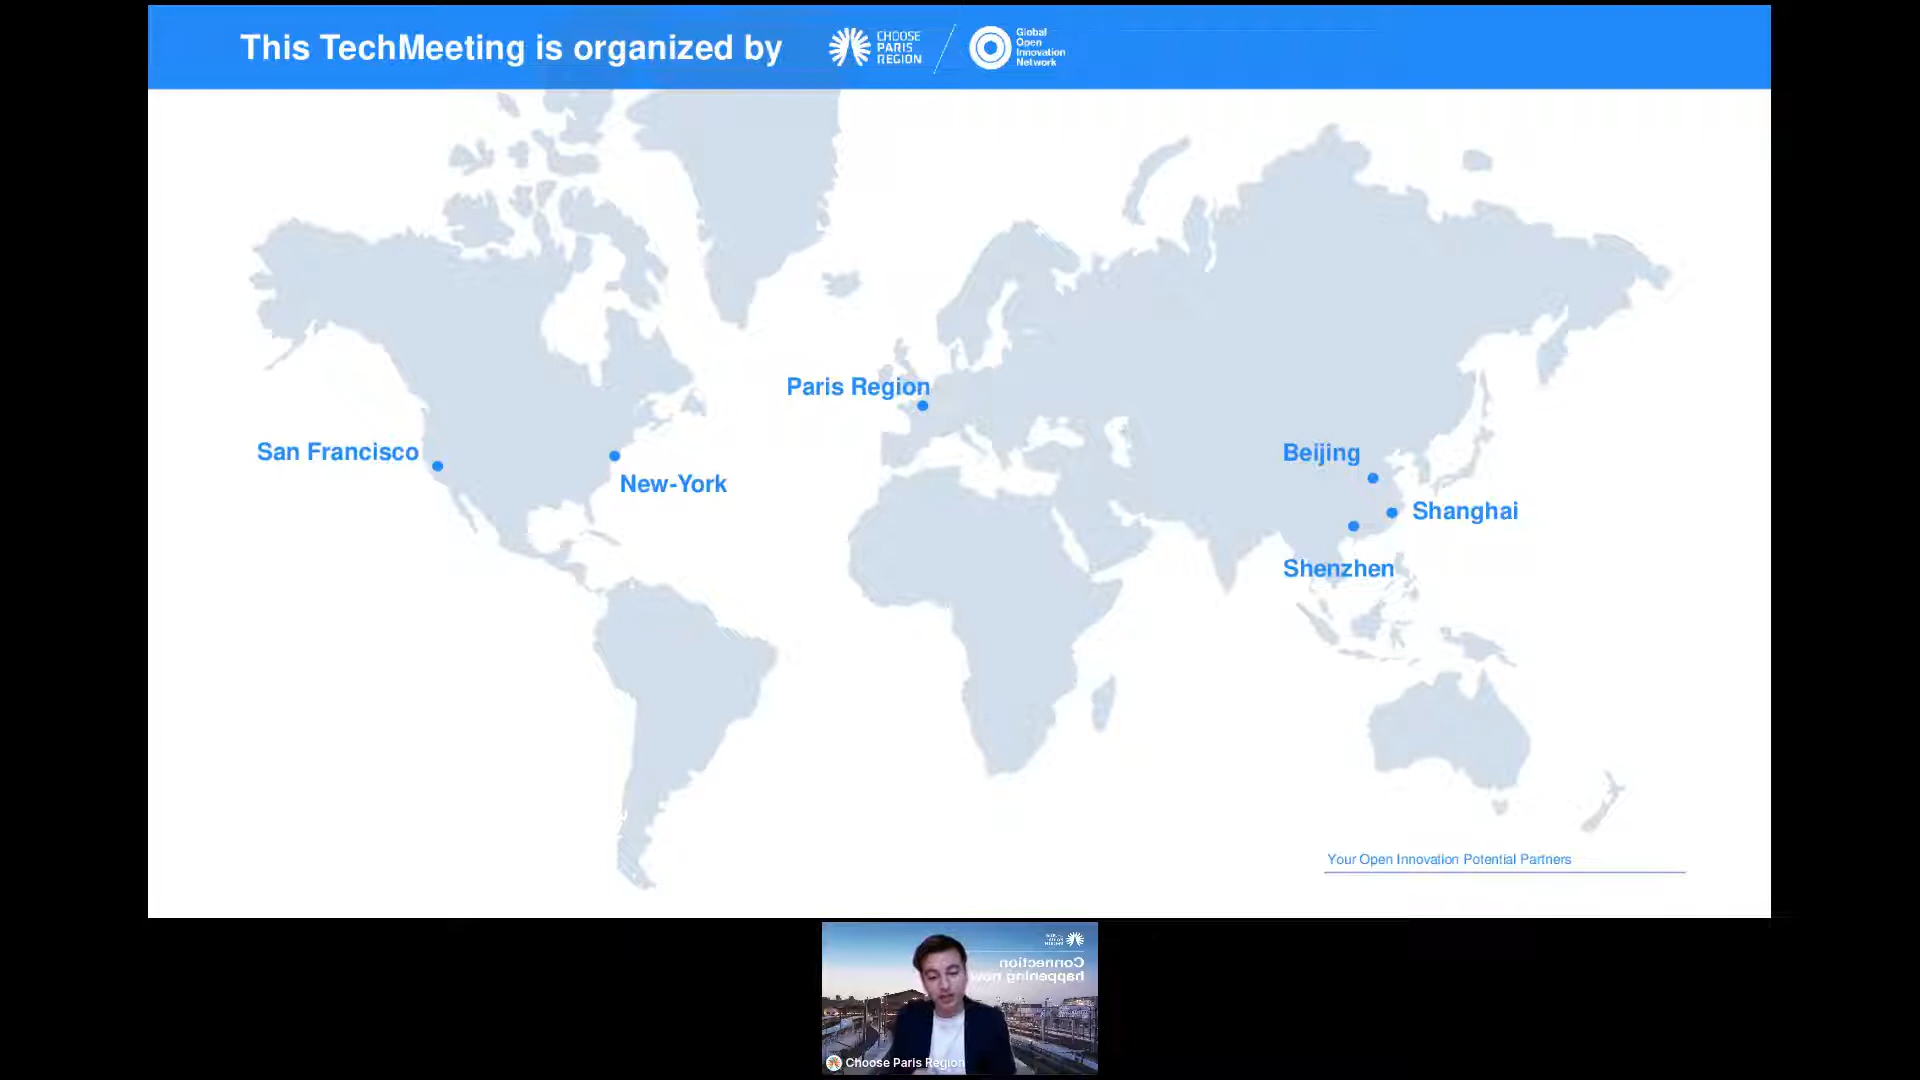 This TechMeeting is organized by
CHOOSE
PARIS
REGION
Global
Open
Innovation
Network
Paris Region
San Francisco
New-York
Beijing
Shanghai
Shenzhen
Your Open Innovation Potential Partners
Connection
happening now
Choose Paris Region